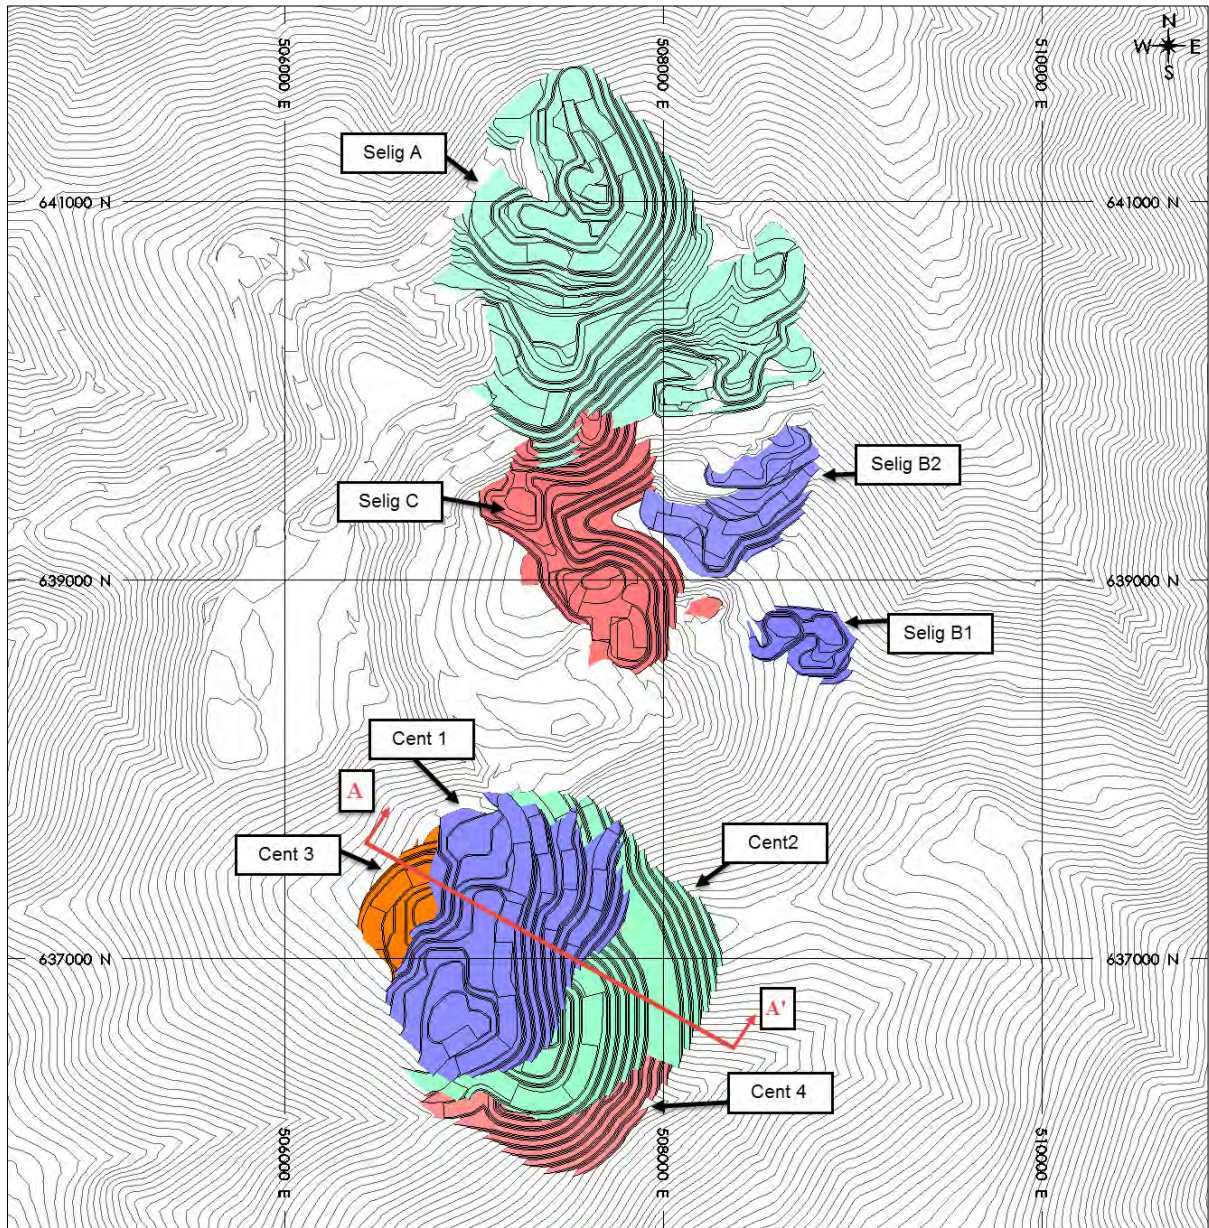 506000 E
508000 E
510000 E
N
W E
S
Selig A
641000 N
641000 N
Selig B2
Selig C
639000 N
639000 N
Selig B1
Cent 1
A
Cent2
Cent 3
637000 N
637000 N
A'
Cent 4
506000 E
508000 E
510000 E